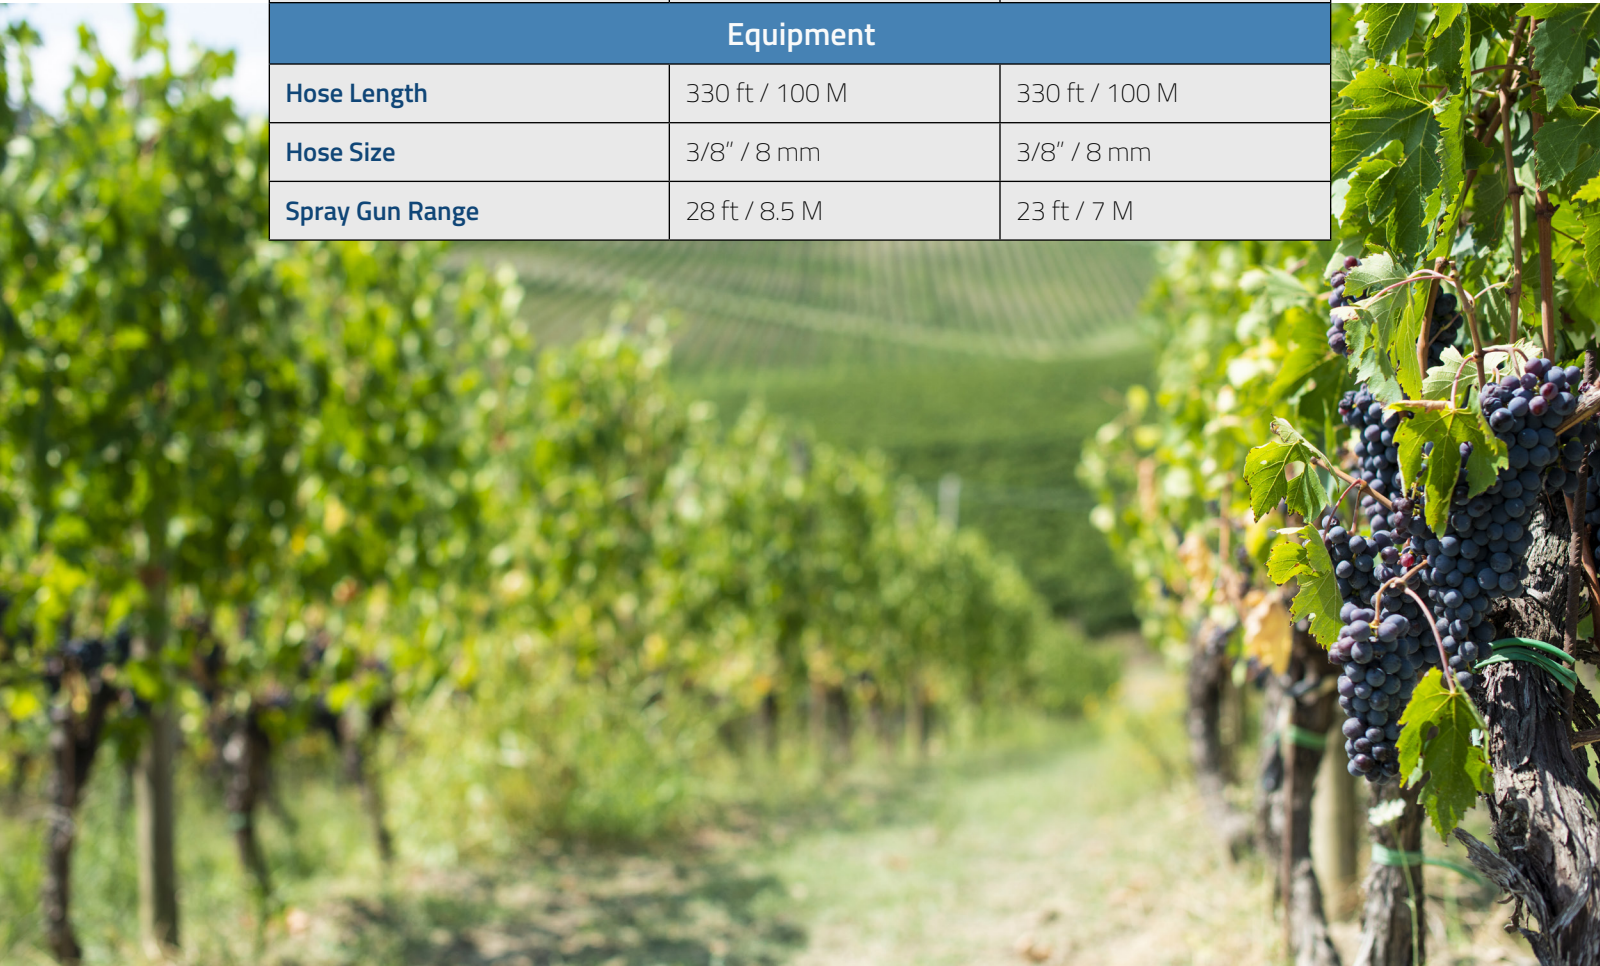 Equipment
Hose Length 330 ft / 100 M 330 ft / 100 M
Hose Size 3/8” / 8 mm 3/8” / 8 mm
Spray Gun Range 28 ft / 8.5 M 23 ft / 7 M